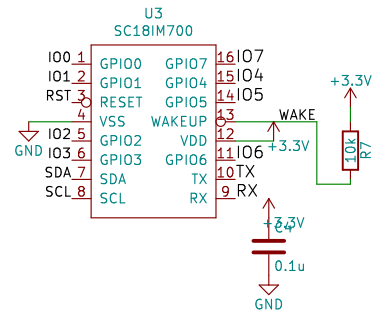 U3
SC18IM700
IO0 1 GPIO0 GPIO7 16 IO7
IO1 2 GPIO1 GPIO4 15 IO4
RST 3 RESET GPIO5 14 IO5
4 VSS WAKEUP 13 WAKE
IO2 5 GPIO2 VDD 12
IO3 6 GPIO3 GPIO6 11 IO6
SDA 7 SDA TX 10 TX
SCL 8 SCL RX 9 RX
GND
+3.3V
+3.3V
10k
R7
+3.3V
C4
0.1u
GND